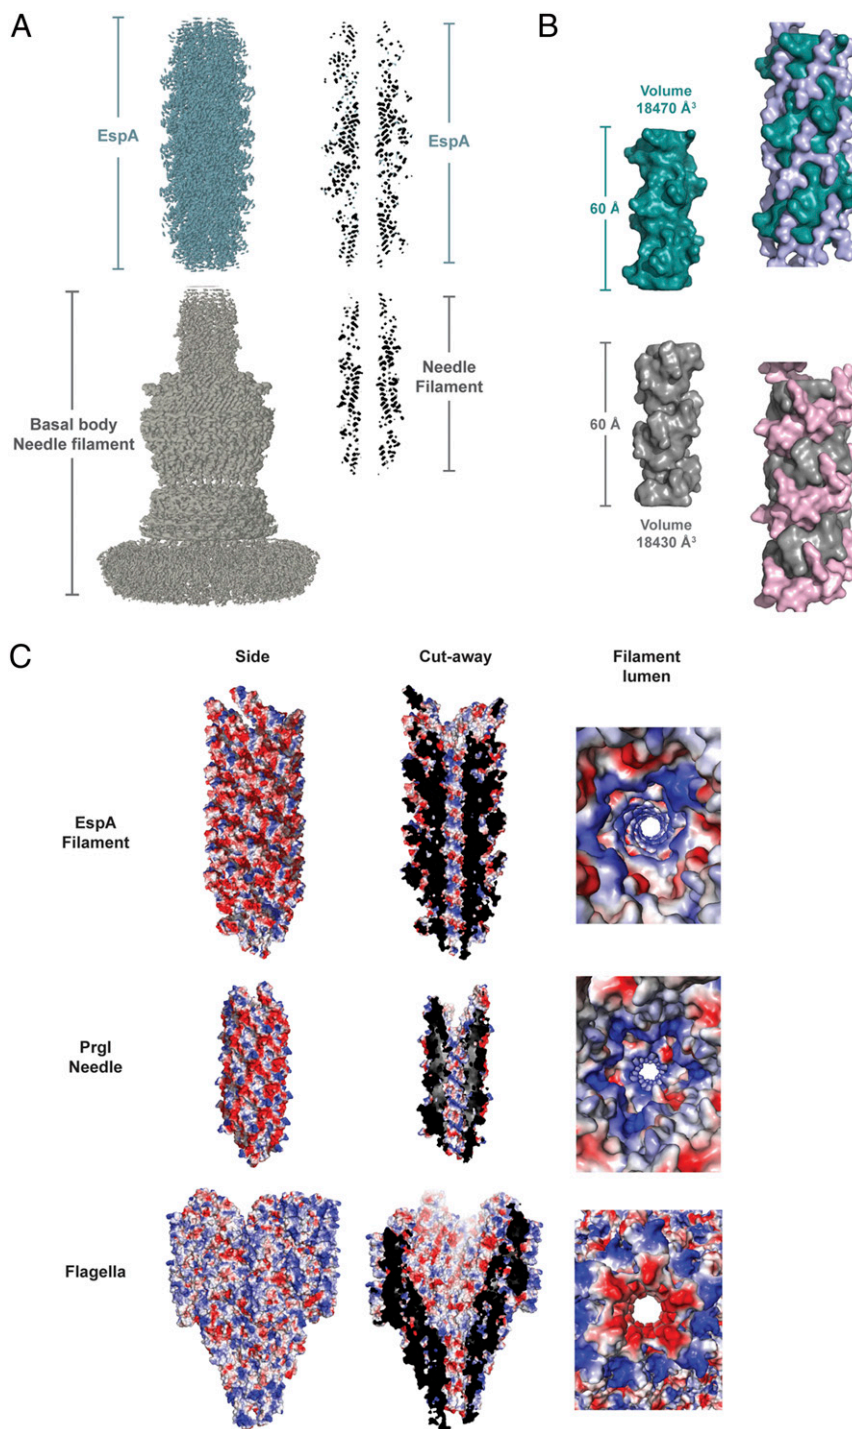 A
B
EspA
EspA
Volume
18470 Å³
60 Å
Basal body
Needle filament
Needle
Filament
60 Å
Volume
18430 Å³
C
Side
Cut-away
Filament
lumen
EspA
Filament
PrgI
Needle
Flagella